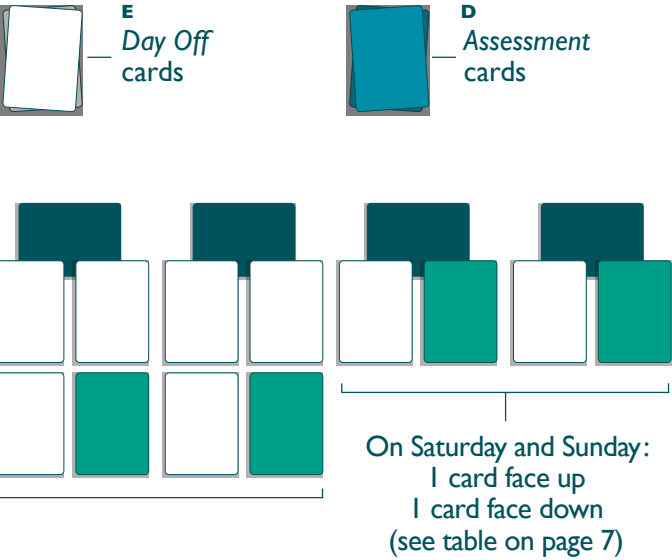 E
Day Off
cards
D
Assessment
cards
On Saturday and Sunday:
1 card face up
1 card face down
(see table on page 7)